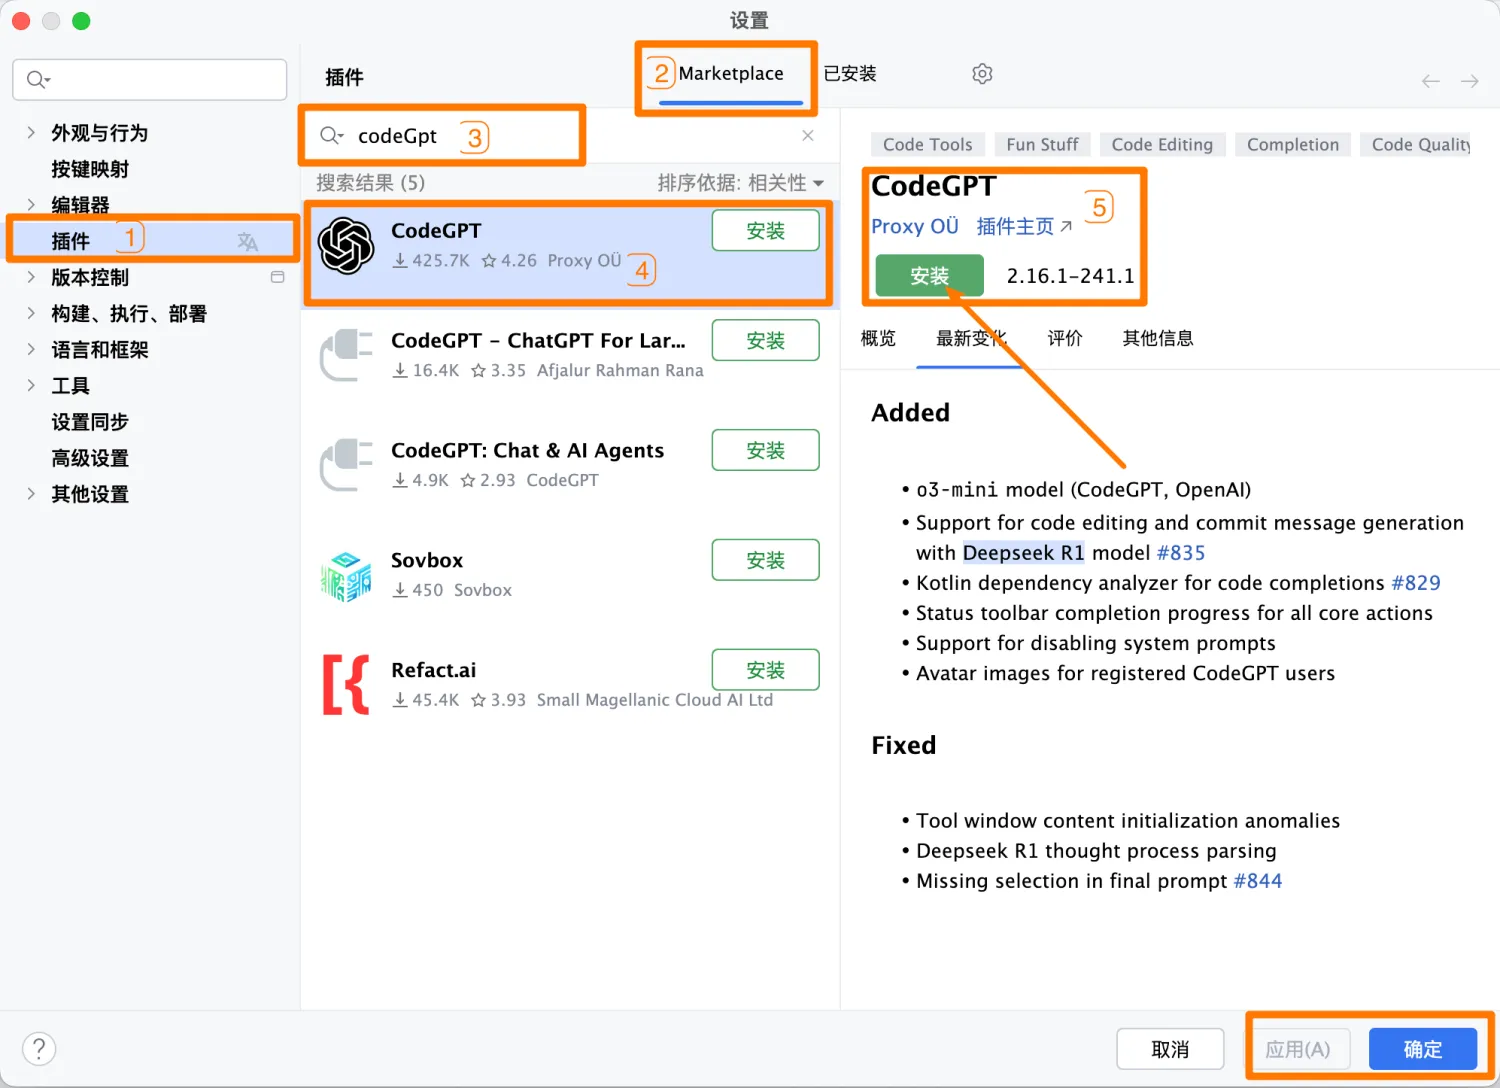 设置
外观与行为
按键映射
编辑器
插件 1
版本控制
构建、执行、部署
语言和框架
工具
设置同步
高级设置
其他设置
插件
2 Marketplace
已安装
codeGpt 3
搜索结果 (5)
排序依据: 相关性
CodeGPT
安装
425.7K 4.26 Proxy OÜ 4
CodeGPT – ChatGPT For Lar...
安装
16.4K 3.35 Afjalur Rahman Rana
CodeGPT: Chat & AI Agents
安装
4.9K 2.93 CodeGPT
Sovbox
安装
450 Sovbox
Refact.ai
安装
45.4K 3.93 Small Magellanic Cloud AI Ltd
Code Tools Fun Stuff Code Editing Completion Code Quality
CodeGPT
5
Proxy OÜ 插件主页↗
安装 2.16.1-241.1
概览 最新变化 评价 其他信息
Added
• o3-mini model (CodeGPT, OpenAI)
• Support for code editing and commit message generation
with Deepseek R1 model #835
• Kotlin dependency analyzer for code completions #829
• Status toolbar completion progress for all core actions
• Support for disabling system prompts
• Avatar images for registered CodeGPT users
Fixed
• Tool window content initialization anomalies
• Deepseek R1 thought process parsing
• Missing selection in final prompt #844
?
取消 应用(A) 确定